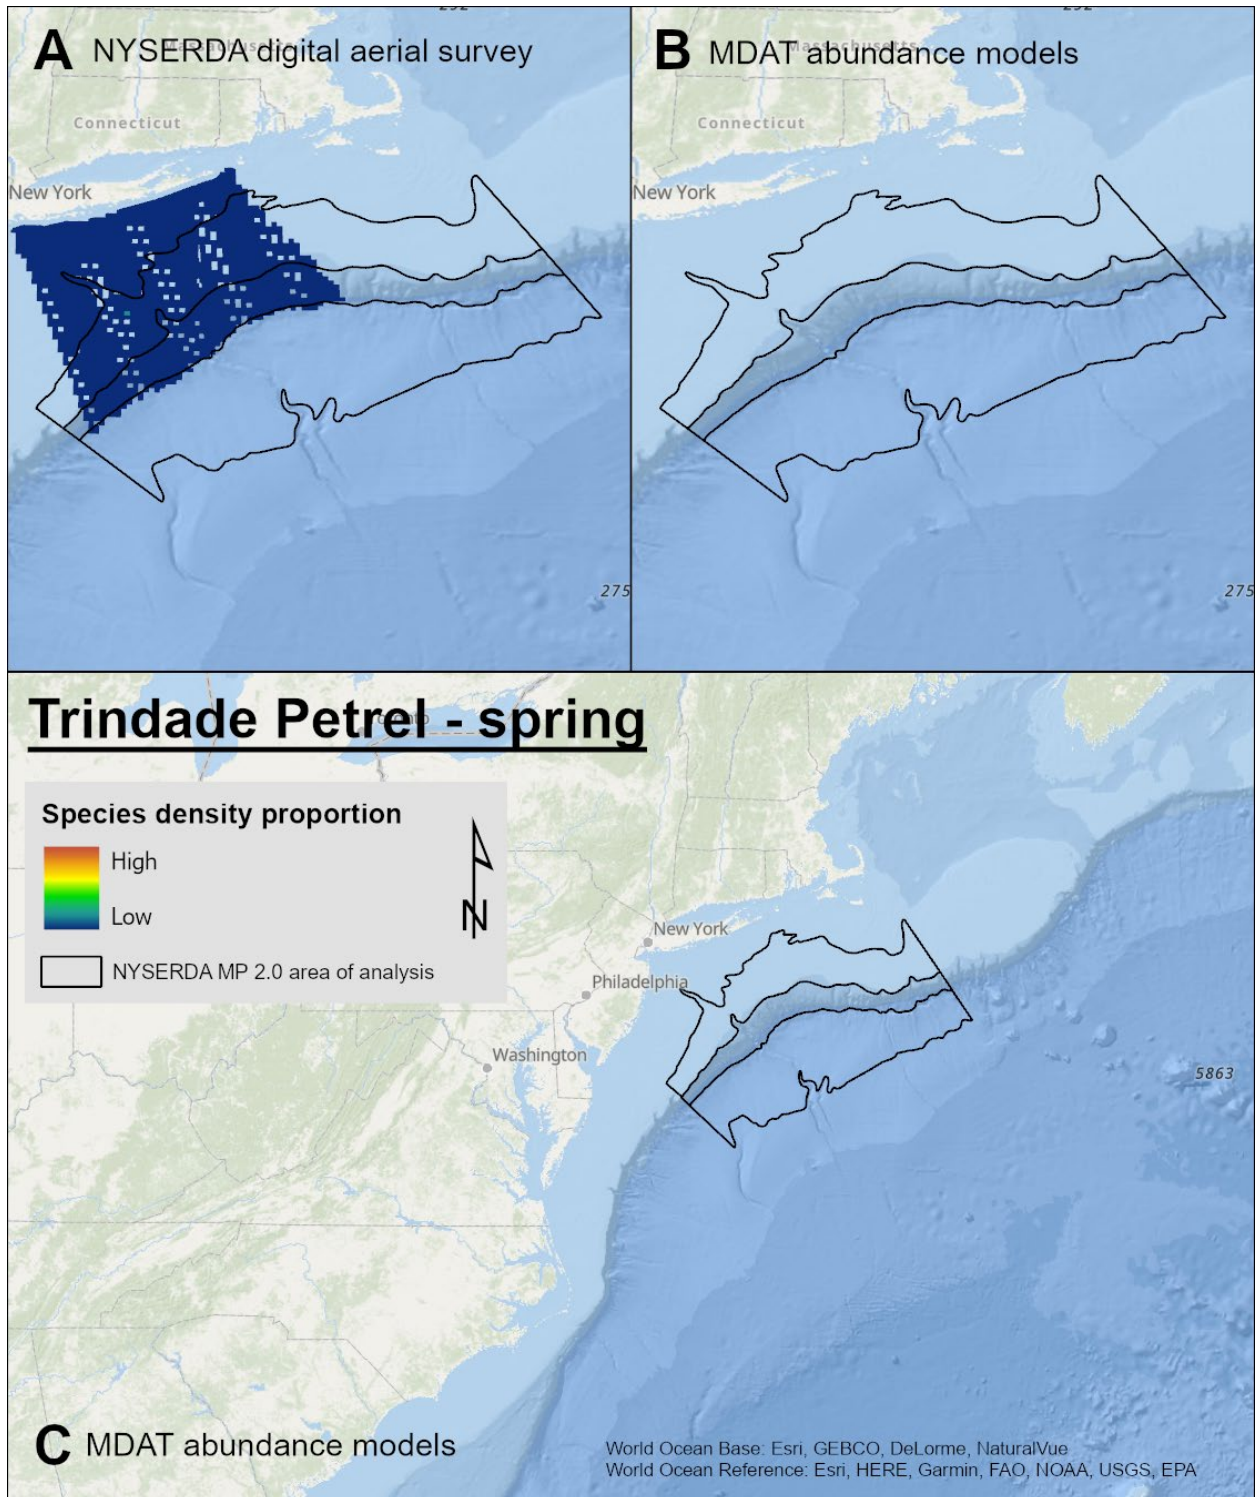 A NYSERDA digital aerial survey
Massachusetts
Connecticut
New York
275
B MDAT abundance models
Massachusetts
Connecticut
New York
275
Trindade Petrel - spring
Species density proportion
High
Low
N
NYSERDA MP 2.0 area of analysis
New York
Philadelphia
Washington
5863
C MDAT abundance models
World Ocean Base: Esri, GEBCO, DeLorme, NaturalVue
World Ocean Reference: Esri, HERE, Garmin, FAO, NOAA, USGS, EPA